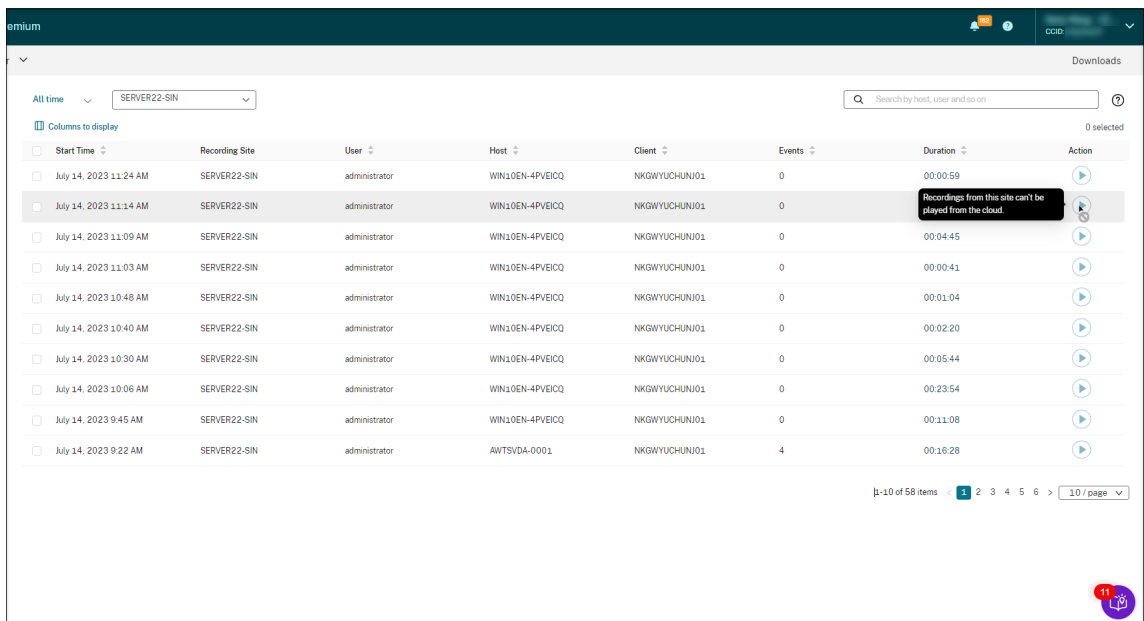 emium
162
CCID:
r
Downloads
All time
SERVER22-SIN
Search by host, user and so on
Columns to display
0 selected
Start Time Recording Site User Host Client Events Duration Action
July 14, 2023 11:24 AM SERVER22-SIN administrator WIN10EN-4PVEICQ NKGWYUCHUNJ01 0 00:00:59
July 14, 2023 11:14 AM SERVER22-SIN administrator WIN10EN-4PVEICQ NKGWYUCHUNJ01 0
Recordings from this site can't be
played from the cloud.
July 14, 2023 11:09 AM SERVER22-SIN administrator WIN10EN-4PVEICQ NKGWYUCHUNJ01 0 00:04:45
July 14, 2023 11:03 AM SERVER22-SIN administrator WIN10EN-4PVEICQ NKGWYUCHUNJ01 0 00:00:41
July 14, 2023 10:48 AM SERVER22-SIN administrator WIN10EN-4PVEICQ NKGWYUCHUNJ01 0 00:01:04
July 14, 2023 10:40 AM SERVER22-SIN administrator WIN10EN-4PVEICQ NKGWYUCHUNJ01 0 00:02:20
July 14, 2023 10:30 AM SERVER22-SIN administrator WIN10EN-4PVEICQ NKGWYUCHUNJ01 0 00:05:44
July 14, 2023 10:06 AM SERVER22-SIN administrator WIN10EN-4PVEICQ NKGWYUCHUNJ01 0 00:23:54
July 14, 2023 9:45 AM SERVER22-SIN administrator WIN10EN-4PVEICQ NKGWYUCHUNJ01 0 00:11:08
July 14, 2023 9:22 AM SERVER22-SIN administrator AWTSVDA-0001 NKGWYUCHUNJ01 4 00:16:28
1-10 of 58 items < 1 2 3 4 5 6 > 10 / page
11